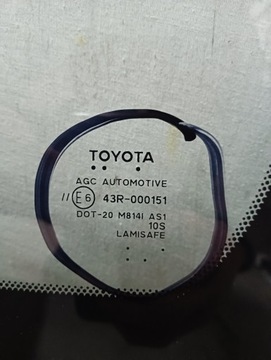 TOYOTA
AGC AUTOMOTIVE
// E6 43R-000151
DOT-20 M814I AS1
10S
LAMISAFE